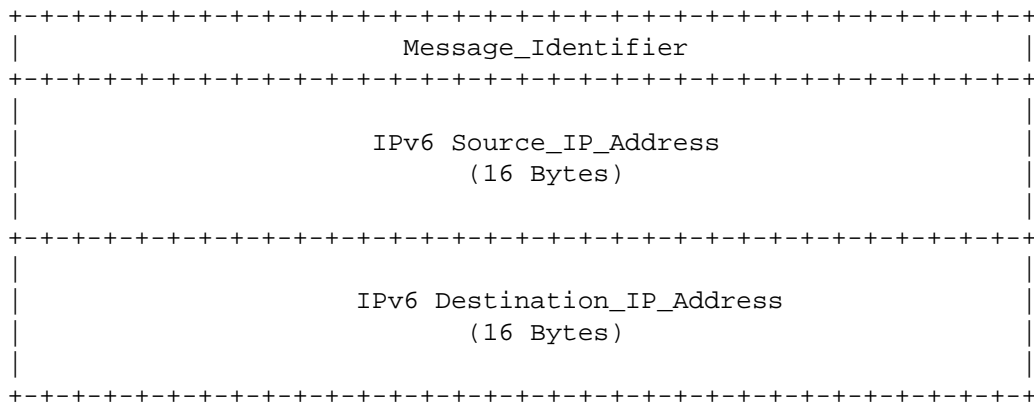 +-+-+-+-+-+-+-+-+-+-+-+-+-+-+-+-+-+-+-+-+-+-+-+-+-+-+-+-+-+-+-+-+
| Message_Identifier |
+-+-+-+-+-+-+-+-+-+-+-+-+-+-+-+-+-+-+-+-+-+-+-+-+-+-+-+-+-+-+-+-+
| |
| IPv6 Source_IP_Address |
| (16 Bytes) |
| |
+-+-+-+-+-+-+-+-+-+-+-+-+-+-+-+-+-+-+-+-+-+-+-+-+-+-+-+-+-+-+-+-+
| |
| IPv6 Destination_IP_Address |
| (16 Bytes) |
| |
+-+-+-+-+-+-+-+-+-+-+-+-+-+-+-+-+-+-+-+-+-+-+-+-+-+-+-+-+-+-+-+-+